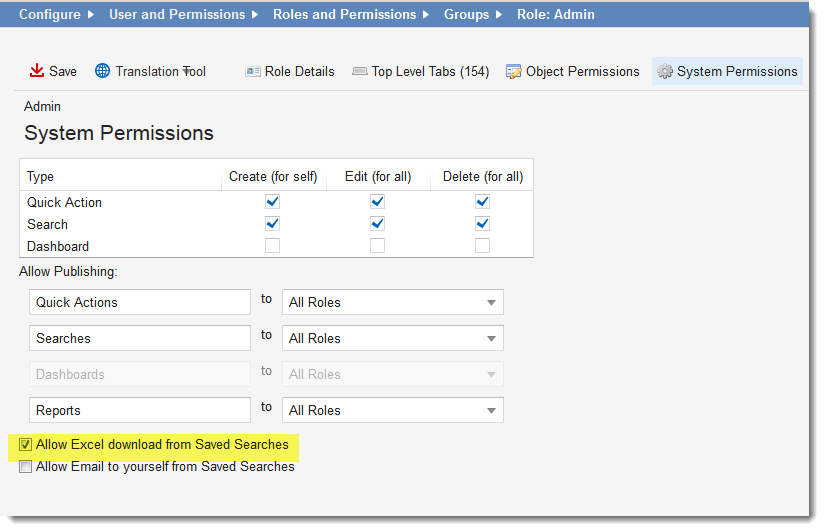 Configure ▶ User and Permissions ▶ Roles and Permissions ▶ Groups ▶ Role: Admin
Save Translation Tool Role Details Top Level Tabs (154) Object Permissions System Permissions
Admin
System Permissions
Type Create (for self) Edit (for all) Delete (for all)
Quick Action
Search
Dashboard
Allow Publishing:
Quick Actions to All Roles
Searches to All Roles
Dashboards to All Roles
Reports to All Roles
Allow Excel download from Saved Searches
Allow Email to yourself from Saved Searches